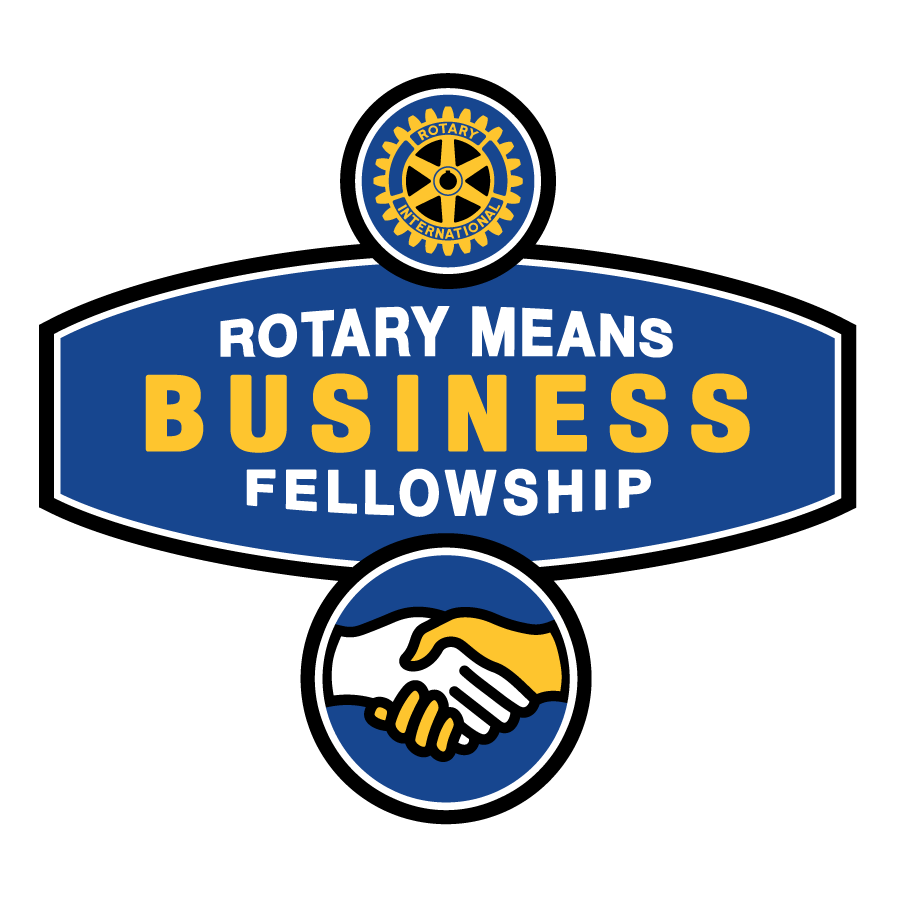 ROTARY
INTERNATIONAL
ROTARY MEANS
BUSINESS
FELLOWSHIP